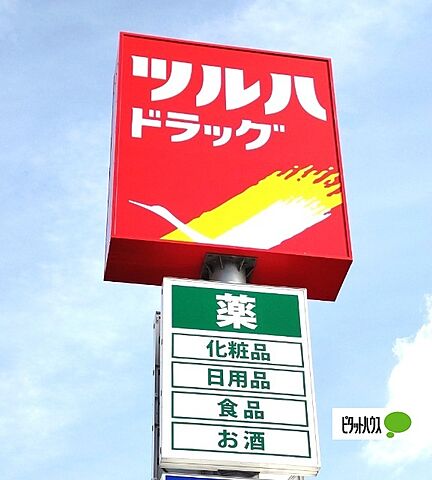 ツルハ
ドラッグ
薬
化粧品
日用品
食品
お酒
ピタットハウス